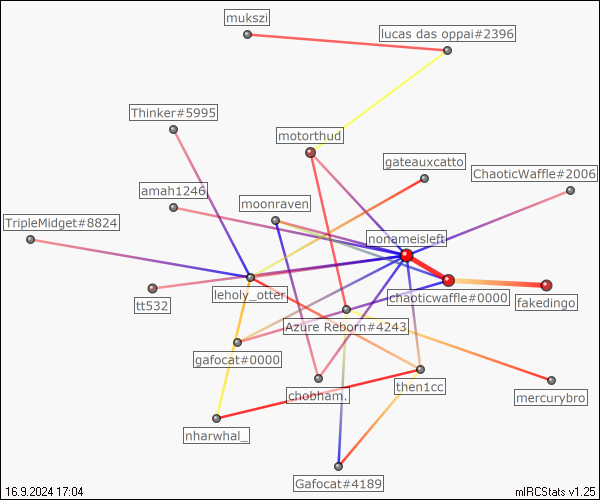 mukszi
lucas das oppai#2396
Thinker#5995
motorthud
gateauxcatto
ChaoticWaffle#2006
amah1246
moonraven
TripleMidget#8824
nonameisleft
leholy_otter
chaoticwaffle#0000
tt532
fakedingo
Azure Reborn#4243
gafocat#0000
chobham.
then1cc
mercurybro
nharwhal_
Gafocat#4189
16.9.2024 17:04
mIRCStats v1.25